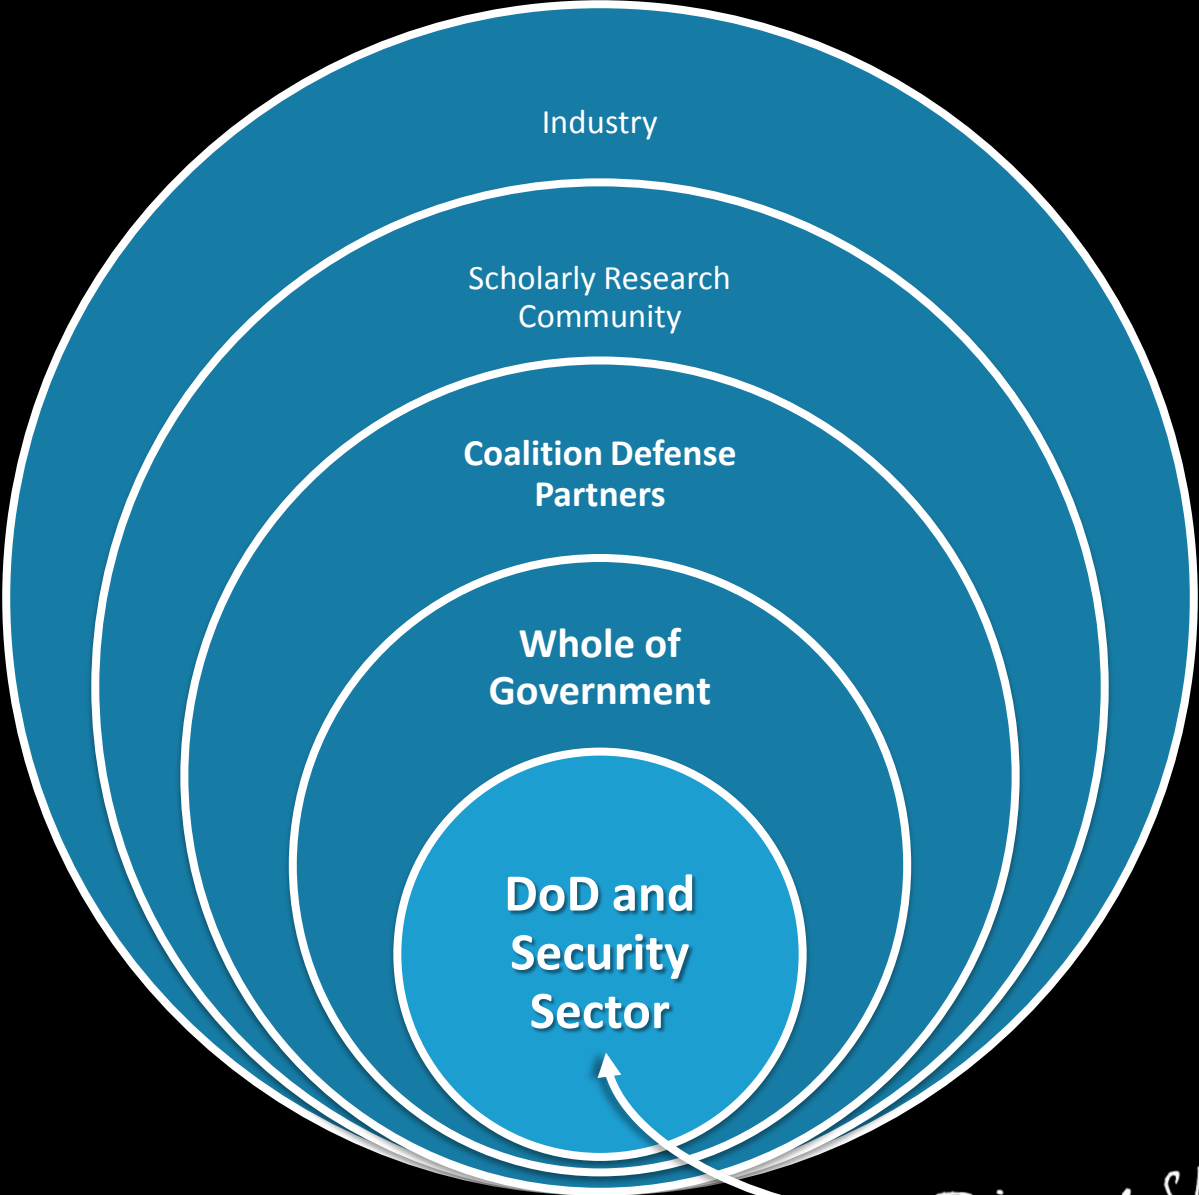 Industry
Scholarly Research
Community
Coalition Defense
Partners
Whole of
Government
DoD and
Security
Sector